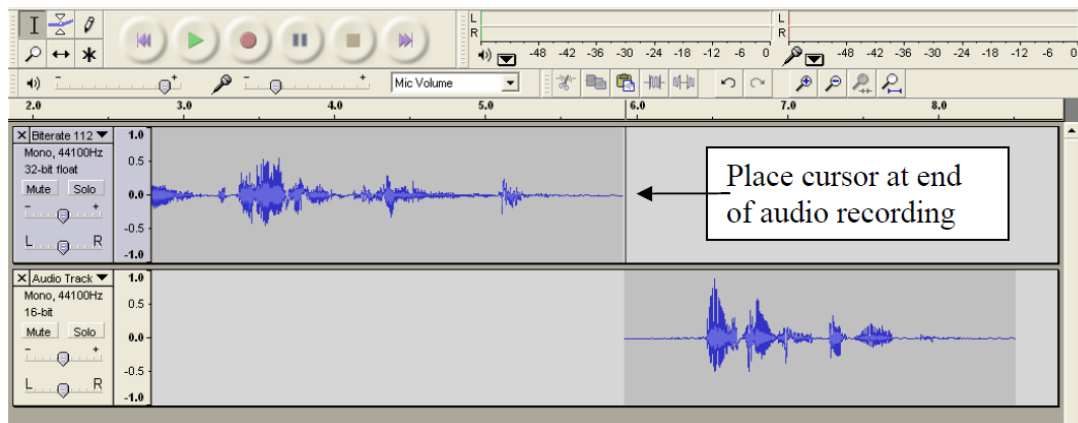 L
R
-48 -42 -36 -30 -24 -18 -12 -6 0
L
R
-48 -42 -36 -30 -24 -18 -12 -6 0
- +
- +
Mic Volume
2.0 3.0 4.0 5.0 6.0 7.0 8.0
X Biterate 112
Mono, 44100Hz
32-bit float
Mute Solo
- +
L R
1.0
0.5
0.0
-0.5
-1.0
Place cursor at end
of audio recording
X Audio Track
Mono, 44100Hz
16-bit
Mute Solo
- +
L R
1.0
0.5
0.0
-0.5
-1.0